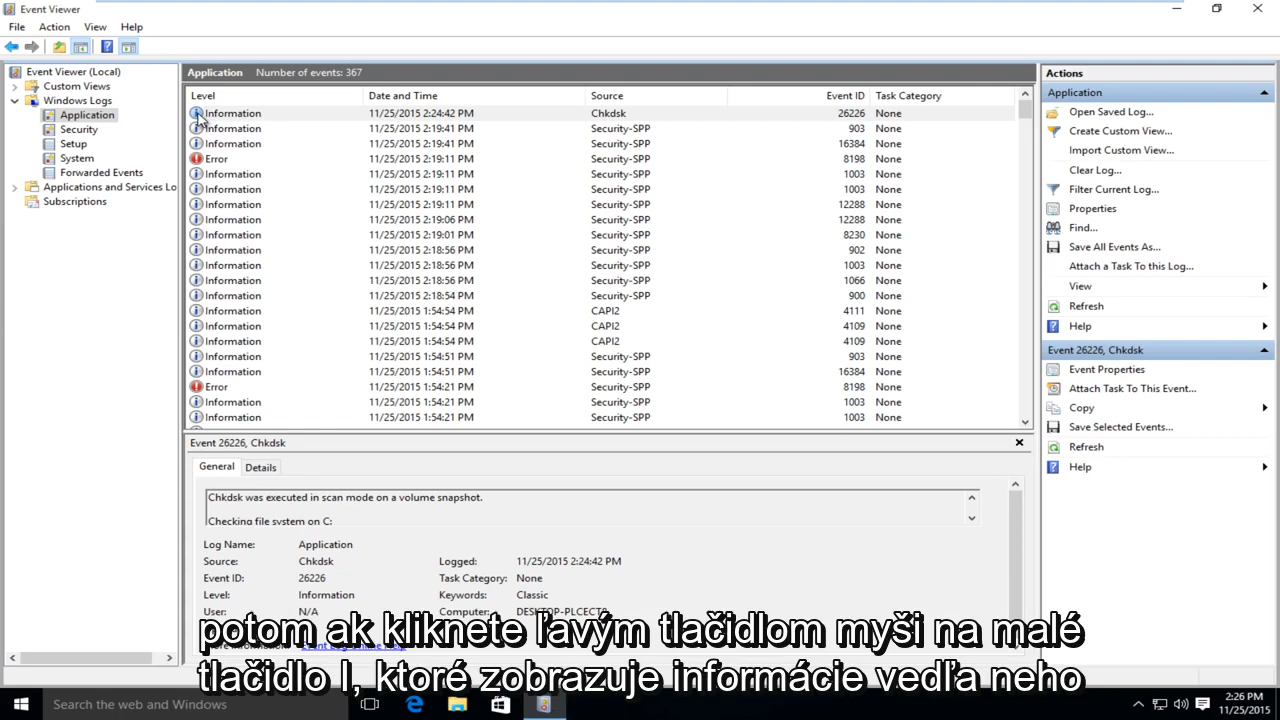 Event Viewer
File Action View Help
Event Viewer (Local)
Custom Views
Windows Logs
Application
Security
Setup
System
Forwarded Events
Applications and Services Lo
Subscriptions
Application Number of events: 367
Level Date and Time Source Event ID Task Category
Information 11/25/2015 2:24:42 PM Chkdsk 26226 None
Information 11/25/2015 2:19:41 PM Security-SPP 903 None
Information 11/25/2015 2:19:41 PM Security-SPP 16384 None
Error 11/25/2015 2:19:11 PM Security-SPP 8198 None
Information 11/25/2015 2:19:11 PM Security-SPP 1003 None
Information 11/25/2015 2:19:11 PM Security-SPP 1003 None
Information 11/25/2015 2:19:11 PM Security-SPP 12288 None
Information 11/25/2015 2:19:06 PM Security-SPP 12288 None
Information 11/25/2015 2:19:01 PM Security-SPP 8230 None
Information 11/25/2015 2:18:56 PM Security-SPP 902 None
Information 11/25/2015 2:18:56 PM Security-SPP 1003 None
Information 11/25/2015 2:18:56 PM Security-SPP 1066 None
Information 11/25/2015 2:18:54 PM Security-SPP 900 None
Information 11/25/2015 1:54:54 PM CAPI2 4111 None
Information 11/25/2015 1:54:54 PM CAPI2 4109 None
Information 11/25/2015 1:54:54 PM CAPI2 4109 None
Information 11/25/2015 1:54:51 PM Security-SPP 903 None
Information 11/25/2015 1:54:51 PM Security-SPP 16384 None
Error 11/25/2015 1:54:21 PM Security-SPP 8198 None
Information 11/25/2015 1:54:21 PM Security-SPP 1003 None
Information 11/25/2015 1:54:21 PM Security-SPP 1003 None
Event 26226, Chkdsk
General Details
Chkdsk was executed in scan mode on a volume snapshot.
Checking file system on C:
Log Name: Application
Source: Chkdsk Logged: 11/25/2015 2:24:42 PM
Event ID: 26226 Task Category: None
Level: Information Keywords: Classic
User: N/A Computer:
Actions
Application
Open Saved Log...
Create Custom View...
Import Custom View...
Clear Log...
Filter Current Log...
Properties
Find...
Save All Events As...
Attach a Task To this Log...
View
Refresh
Help
Event 26226, Chkdsk
Event Properties
Attach Task To This Event...
Copy
Save Selected Events...
Refresh
Help
potom ak kliknete ľavým tlačidlom myši na malé
tlačidlo I, ktoré zobrazuje informácie vedľa neho
Search the web and Windows
2:26 PM
11/25/2015